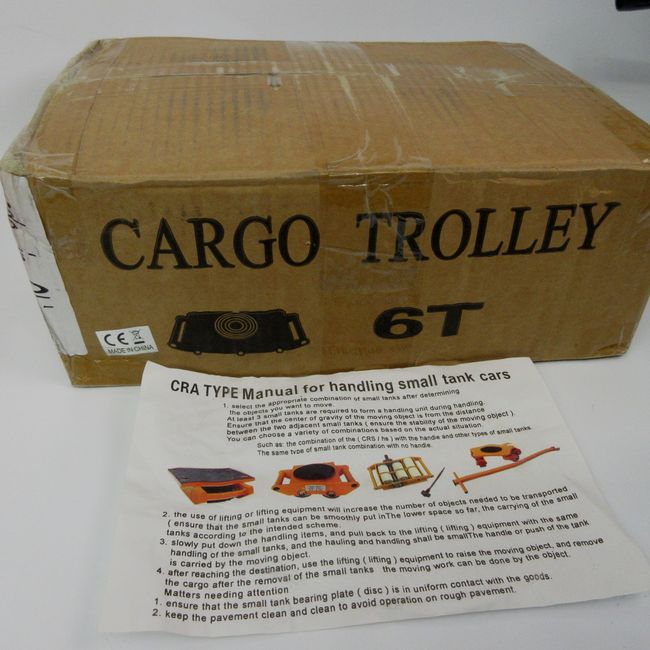 CARGO TROLLEY
6T
CE
MADE IN CHINA
CRA TYPE Manual for handling small tank cars
1. select the appropriate combination of small tanks after determining
the objects you want to move.
At least 3 small tanks are required to form a handling unit during handling.
Ensure that the center of gravity of the moving object is from the distance
between the two adjacent small tanks ( ensure the stability of the moving object ).
You can choose a variety of combinations based on the actual situation.
Such as: the combination of the ( CRS / hs ) with the handle and other types of small tanks.
The same type of small tank combination with no handle.
2. the use of lifting or lifting equipment will increase the number of objects needed to be transported
( ensure that the small tanks can be smoothly put inThe lower space so far, the carrying of the small
tanks according to the intended scheme.
3. slowly put down the handling items, and pull back to the lifting ( lifting ) equipment with the same
handling of the small tanks, and the hauling and handling shall be smallThe handle or push of the tank
is carried by the moving object.
4. after reaching the destination, use the lifting ( lifting ) equipment to raise the moving object, and remove
the cargo after the removal of the small tanks the moving work can be done by the object.
Matters needing attention
1. ensure that the small tank bearing plate ( disc ) is in uniform contact with the goods.
2. keep the pavement clean and clean to avoid operation on rough pavement.